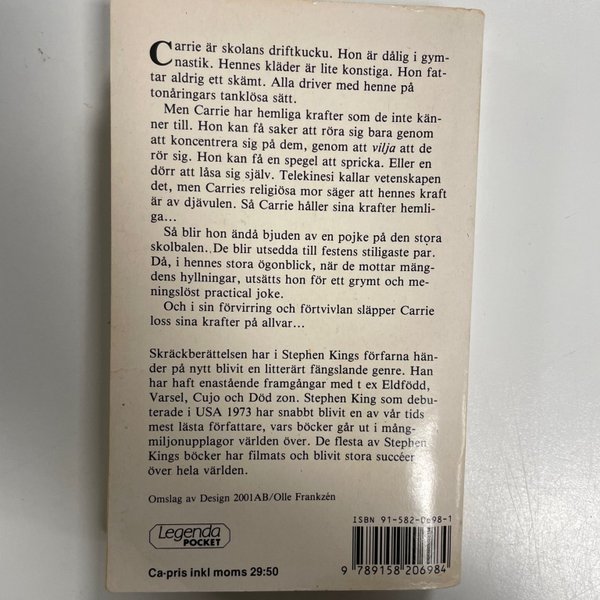 Carrie är skolans driftkucku. Hon är dålig i gym-
nastik. Hennes kläder är lite konstiga. Hon fat-
tar aldrig ett skämt. Alla driver med henne på
tonåringars tanklösa sätt.
Men Carrie har hemliga krafter som de inte kän-
ner till. Hon kan få saker att röra sig bara genom
att koncentrera sig på dem, genom att vilja att de
rör sig. Hon kan få en spegel att spricka. Eller en
dörr att låsa sig själv. Telekinesi kallar vetenskapen
det, men Carries religiösa mor säger att hennes kraft
är av djävulen. Så Carrie håller sina krafter hemli-
ga...
Så blir hon ändå bjuden av en pojke på den stora
skolbalen. De blir utsedda till festens stiligaste par.
Då, i hennes stora ögonblick, när de mottar mäng-
dens hyllningar, utsätts hon för ett grymt och me-
ningslöst practical joke.
Och i sin förvirring och förtvivlan släpper Carrie
loss sina krafter på allvar...
Skräckberättelsen har i Stephen Kings förfarna hän-
der på nytt blivit en litterärt fängslande genre. Han
har haft enastående framgångar med t ex Eldfödd,
Varsel, Cujo och Död zon. Stephen King som debu-
terade i USA 1973 har snabbt blivit en av vår tids
mest lästa författare, vars böcker går ut i mång-
miljonupplagor världen över. De flesta av Stephen
Kings böcker har filmats och blivit stora succéer
över hela världen.
Omslag av Design 2001AB/Olle Frankzén
ISBN 91-582-0698-1
Legenda
POCKET
Ca-pris inkl moms 29:50
9 789158 206984